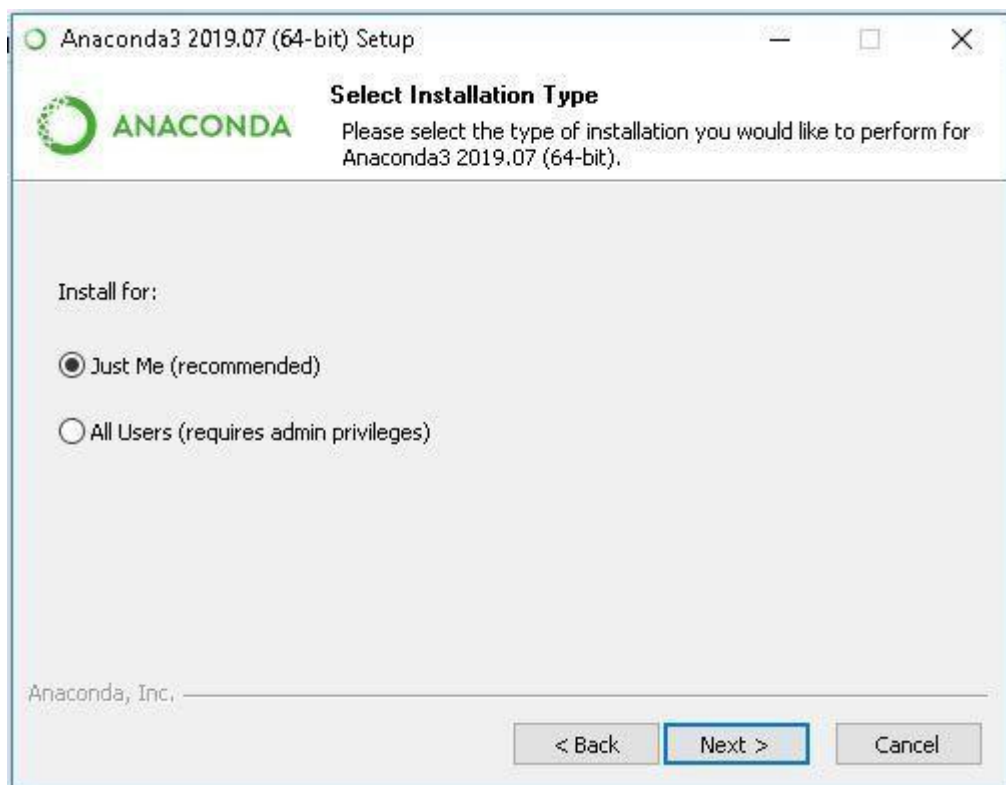 Anaconda3 2019.07 (64-bit) Setup
ANACONDA
Select Installation Type
Please select the type of installation you would like to perform for
Anaconda3 2019.07 (64-bit).
Install for:
Just Me (recommended)
All Users (requires admin privileges)
Anaconda, Inc.
< Back Next > Cancel